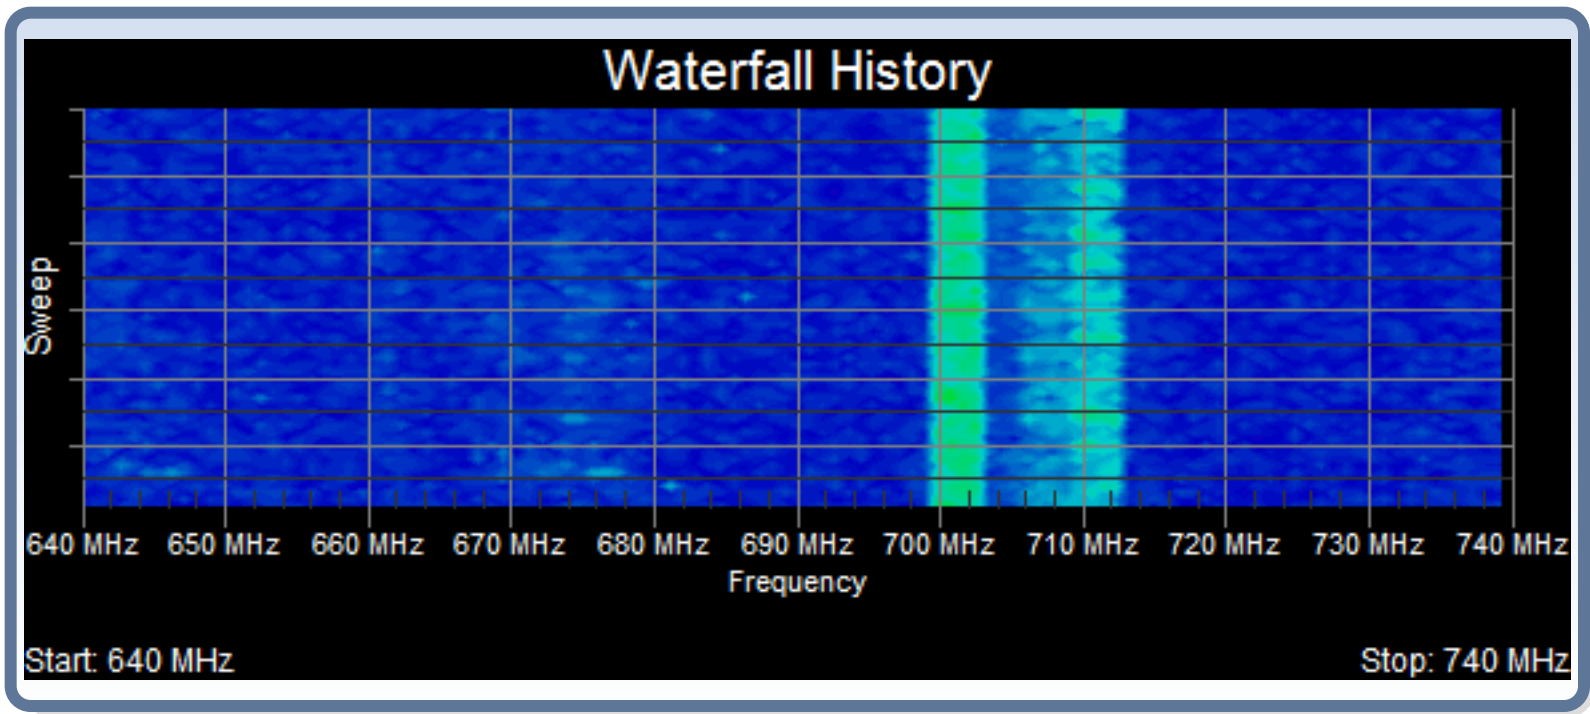 Waterfall History
Sweep
640 MHz 650 MHz 660 MHz 670 MHz 680 MHz 690 MHz 700 MHz 710 MHz 720 MHz 730 MHz 740 MHz
Frequency
Start: 640 MHz
Stop: 740 MHz